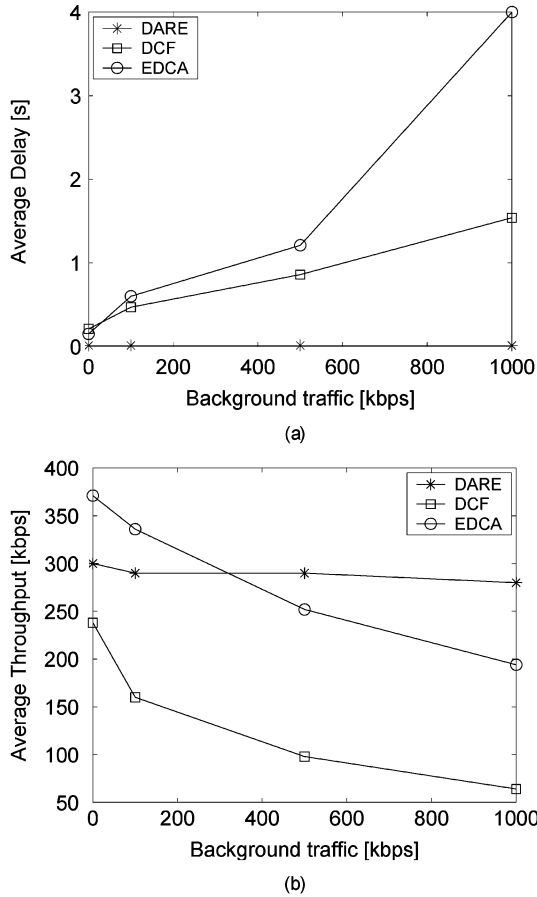 4
3
2
1
0
Average Delay [s]
DARE
DCF
EDCA
0 200 400 600 800 1000
Background traffic [kbps]
(a)
400
350
300
250
200
150
100
50
Average Throughput [kbps]
DARE
DCF
EDCA
0 200 400 600 800 1000
Background traffic [kbps]
(b)